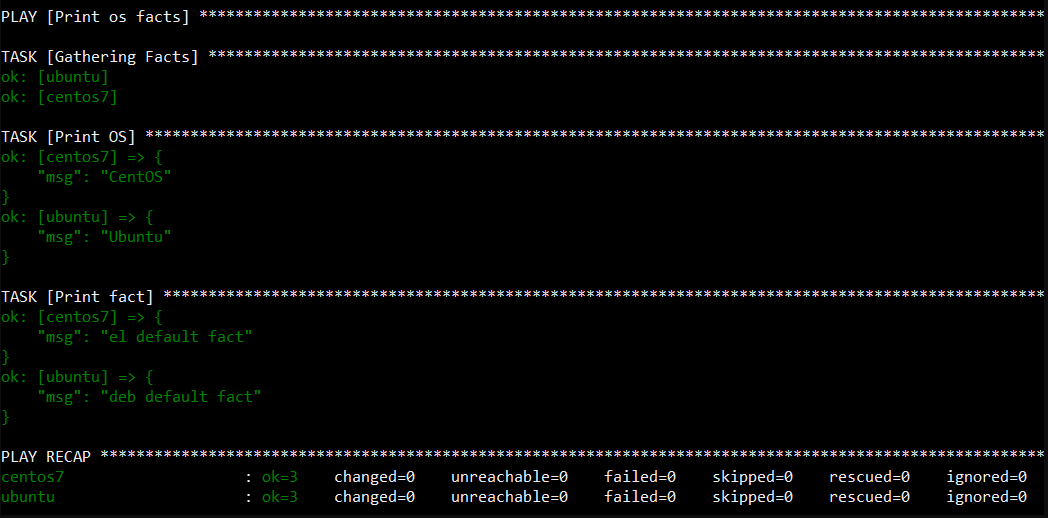 PLAY [Print os facts] **********************************************************************************************
TASK [Gathering Facts] *********************************************************************************************
ok: [ubuntu]
ok: [centos7]
TASK [Print OS] ****************************************************************************************************
ok: [centos7] => {
    "msg": "CentOS"
}
ok: [ubuntu] => {
    "msg": "Ubuntu"
}
TASK [Print fact] **************************************************************************************************
ok: [centos7] => {
    "msg": "el default fact"
}
ok: [ubuntu] => {
    "msg": "deb default fact"
}
PLAY RECAP *********************************************************************************************************
centos7                    : ok=3    changed=0    unreachable=0    failed=0    skipped=0    rescued=0    ignored=0
ubuntu                     : ok=3    changed=0    unreachable=0    failed=0    skipped=0    rescued=0    ignored=0